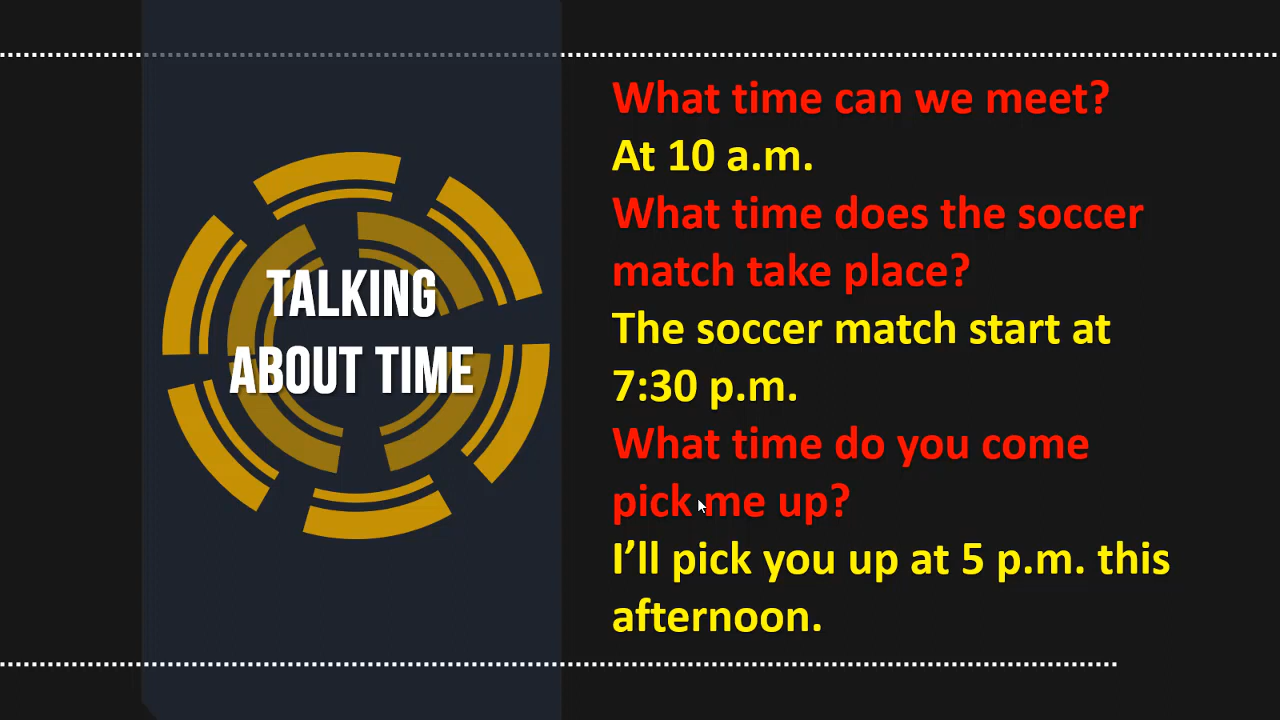 TALKING
ABOUT TIME
What time can we meet?
At 10 a.m.
What time does the soccer
match take place?
The soccer match start at
7:30 p.m.
What time do you come
pick me up?
I’ll pick you up at 5 p.m. this
afternoon.